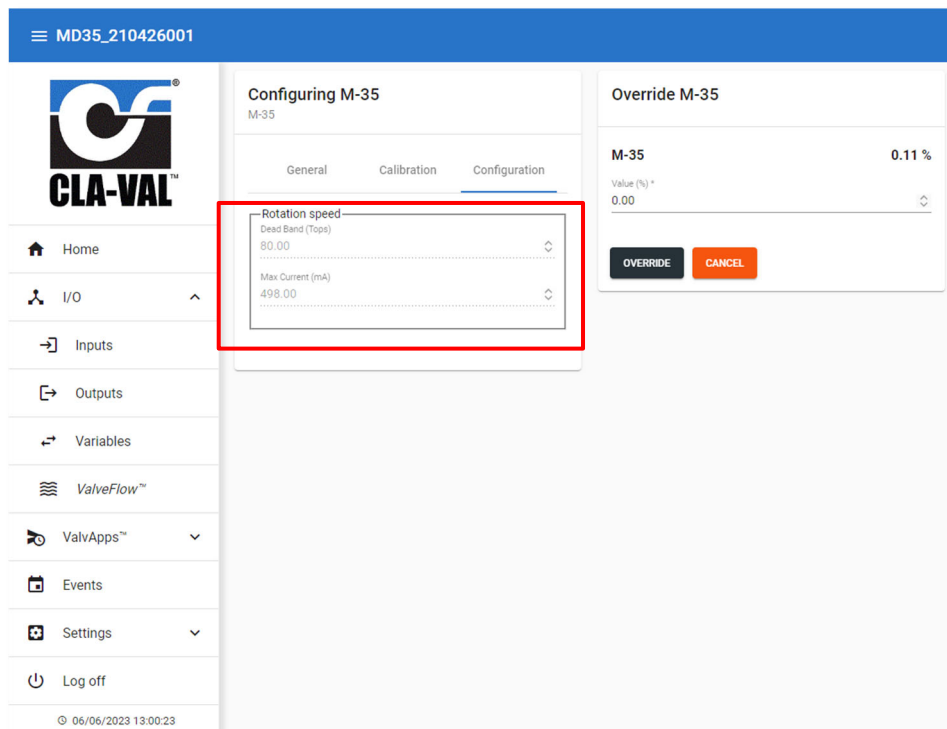 MD35_210426001
®
CLA-VAL™
Home
I/O
Inputs
Outputs
Variables
ValveFlow™
ValvApps™
Events
Settings
Log off
06/06/2023 13:00:23
Configuring M-35
M-35
General Calibration Configuration
Rotation speed
Dead Band (Tops)
80.00
Max Current (mA)
498.00
Override M-35
M-35 0.11 %
Value (%) *
0.00
OVERRIDE CANCEL